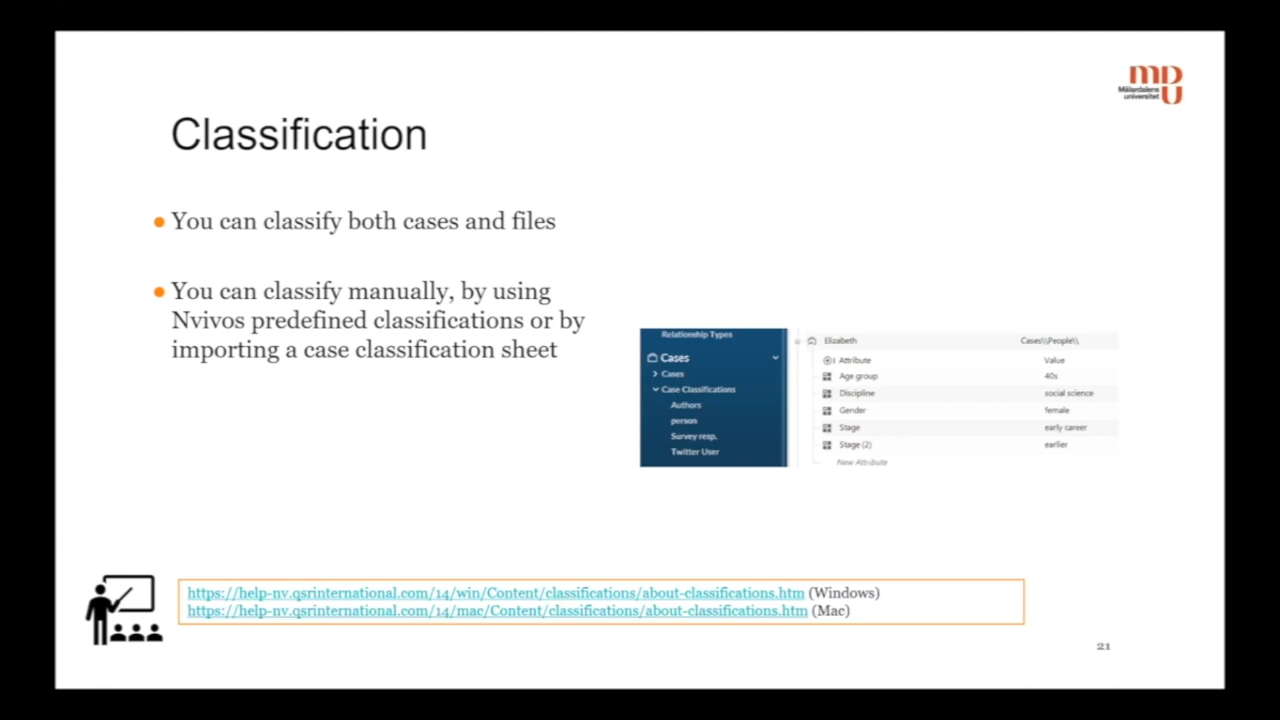 MDU
Mälardalens
universitet
Classification
You can classify both cases and files
You can classify manually, by using
Nvivos predefined classifications or by
importing a case classification sheet
Relationship Types
Cases
Cases
Case Classifications
Authors
person
Survey resp.
Twitter User
Elizabeth Cases\\People\\
Attribute Value
Age group 40s
Discipline social science
Gender female
Stage early career
Stage (2) earlier
New Attribute
https://help-nv.qsrinternational.com/14/win/Content/classifications/about-classifications.htm (Windows)
https://help-nv.qsrinternational.com/14/mac/Content/classifications/about-classifications.htm (Mac)
21